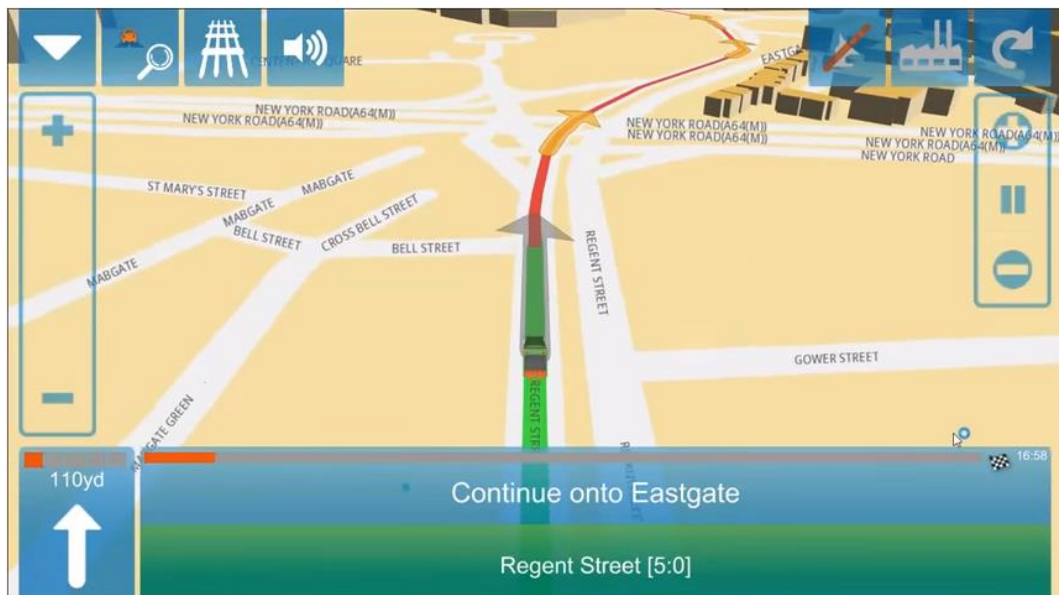 CENTENARY SQUARE
EASTGATE
NEW YORK ROAD(A64(M))
NEW YORK ROAD(A64(M))
NEW YORK ROAD(A64(M))
NEW YORK ROAD(A64(M))
NEW YORK ROAD(A64(M))
NEW YORK ROAD(A64(M))
NEW YORK ROAD
ST MARY'S STREET
MABGATE
MABGATE
CROSS BELL STREET
BELL STREET
BELL STREET
REGENT STREET
MABGATE
GOWER STREET
REGENT STRE
MABGATE GREEN
110yd
16:58
Continue onto Eastgate
Regent Street [5:0]